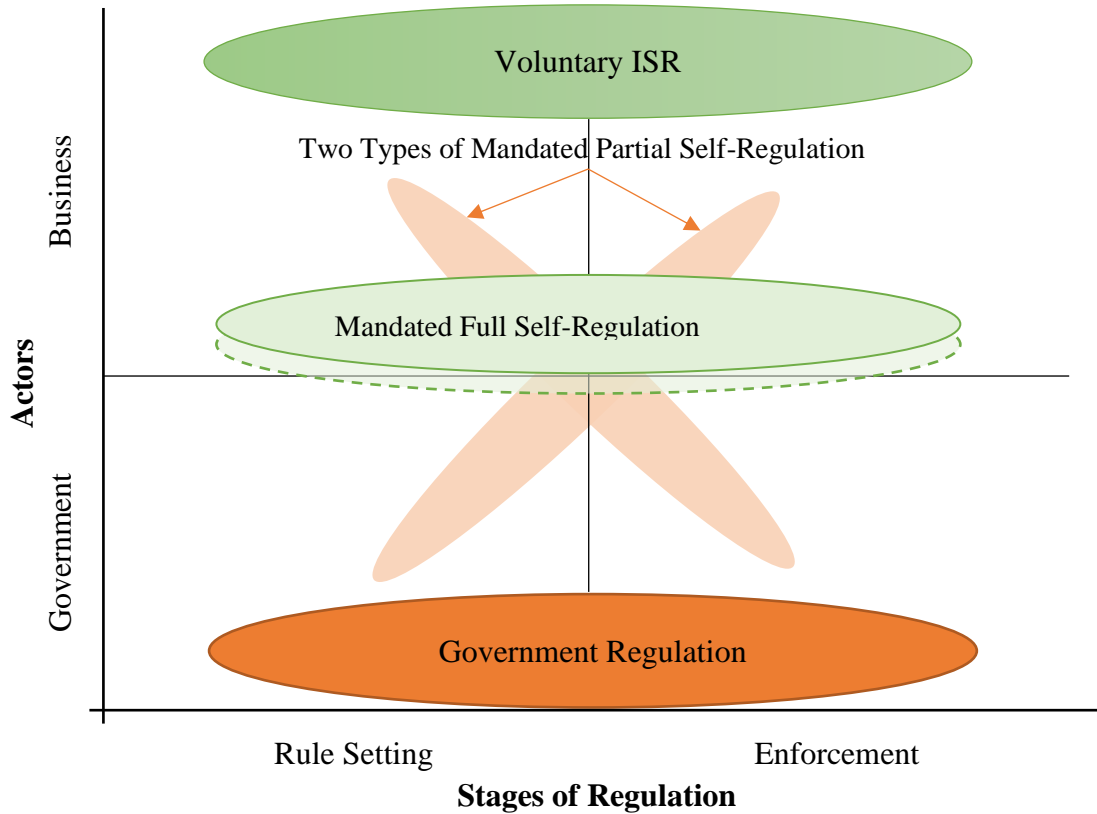 Voluntary ISR
Two Types of Mandated Partial Self-Regulation
Business
Mandated Full Self-Regulation
Actors
Government
Government Regulation
Rule Setting
Enforcement
Stages of Regulation